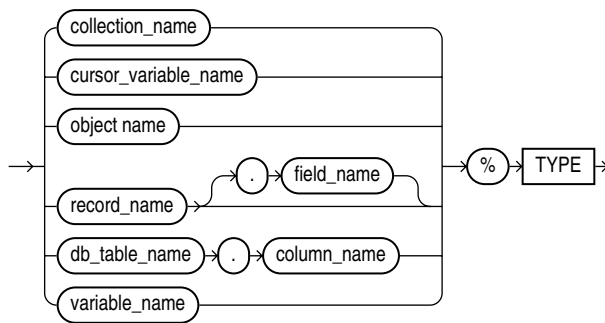 collection_name
cursor_variable_name
object name
% TYPE
. field_name
record_name
db_table_name . column_name
variable_name